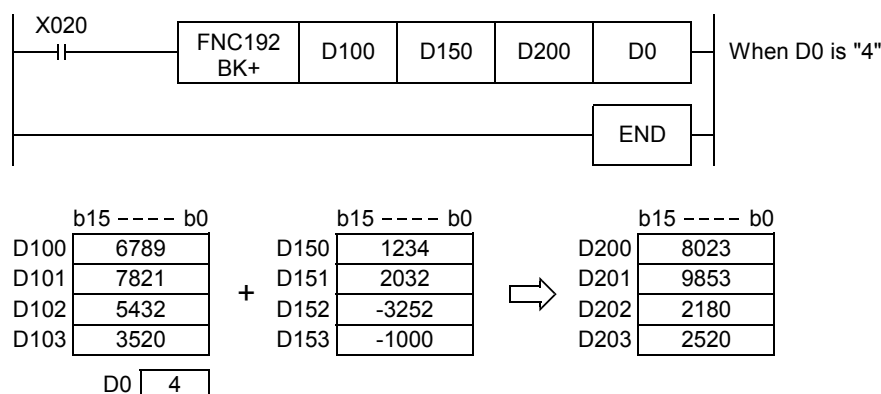 X020
FNC192 BK+ D100 D150 D200 D0 When D0 is "4"
END
b15 ---- b0 b15 ---- b0 b15 ---- b0
D100 6789 D150 1234 D200 8023
D101 7821 + D151 2032 D201 9853
D102 5432 D152 -3252 D202 2180
D103 3520 D153 -1000 D203 2520
D0 4